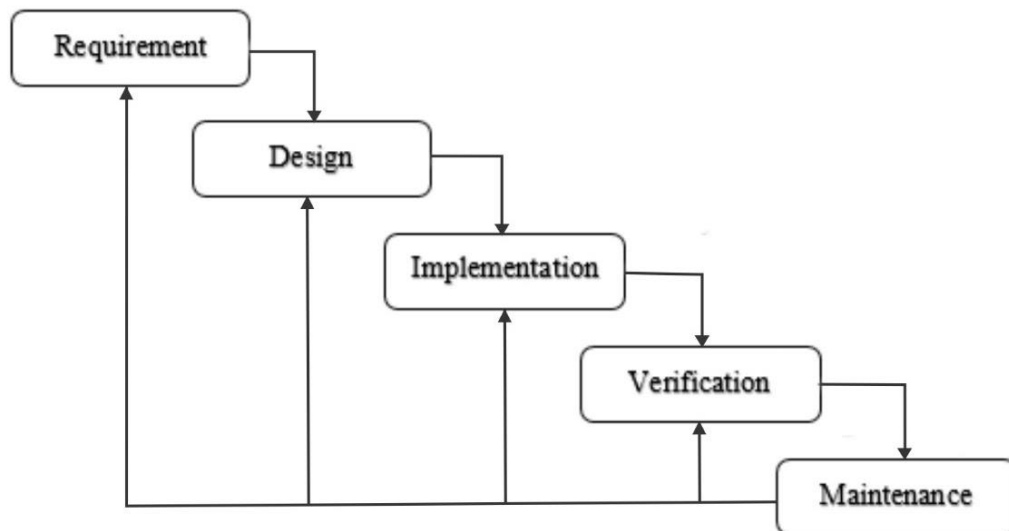 Requirement
Design
Implementation
Verification
Maintenance